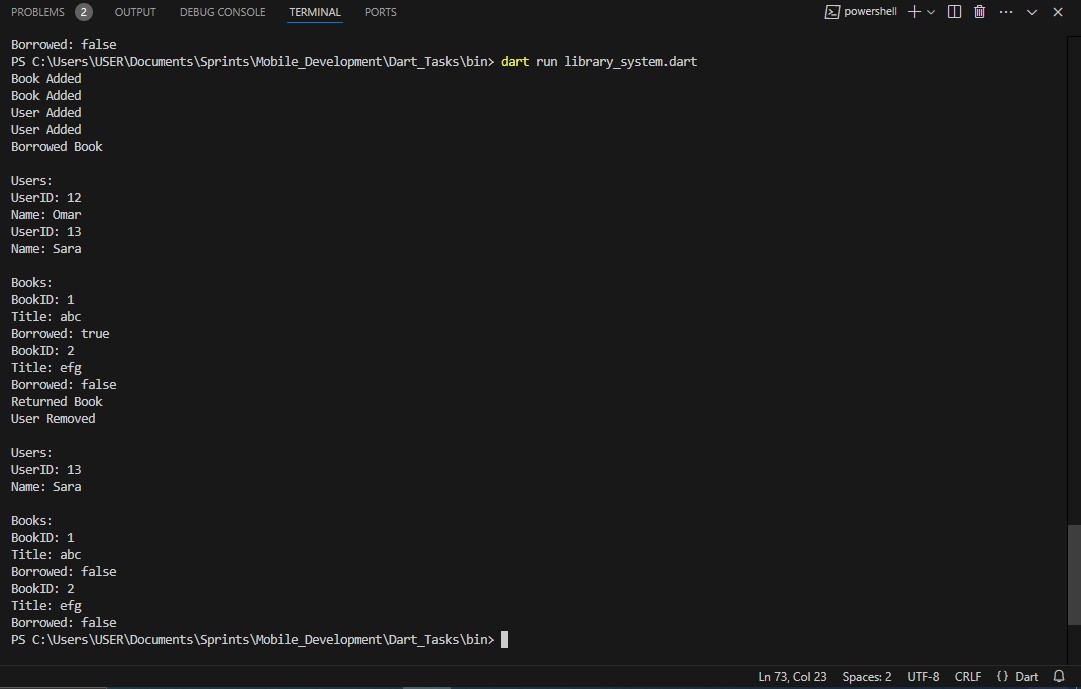 PROBLEMS 2 OUTPUT DEBUG CONSOLE TERMINAL PORTS powershell
Borrowed: false
PS C:\Users\USER\Documents\Sprints\Mobile_Development\Dart_Tasks\bin> dart run library_system.dart
Book Added
Book Added
User Added
User Added
Borrowed Book
Users:
UserID: 12
Name: Omar
UserID: 13
Name: Sara
Books:
BookID: 1
Title: abc
Borrowed: true
BookID: 2
Title: efg
Borrowed: false
Returned Book
User Removed
Users:
UserID: 13
Name: Sara
Books:
BookID: 1
Title: abc
Borrowed: false
BookID: 2
Title: efg
Borrowed: false
PS C:\Users\USER\Documents\Sprints\Mobile_Development\Dart_Tasks\bin>
Ln 73, Col 23 Spaces: 2 UTF-8 CRLF {} Dart